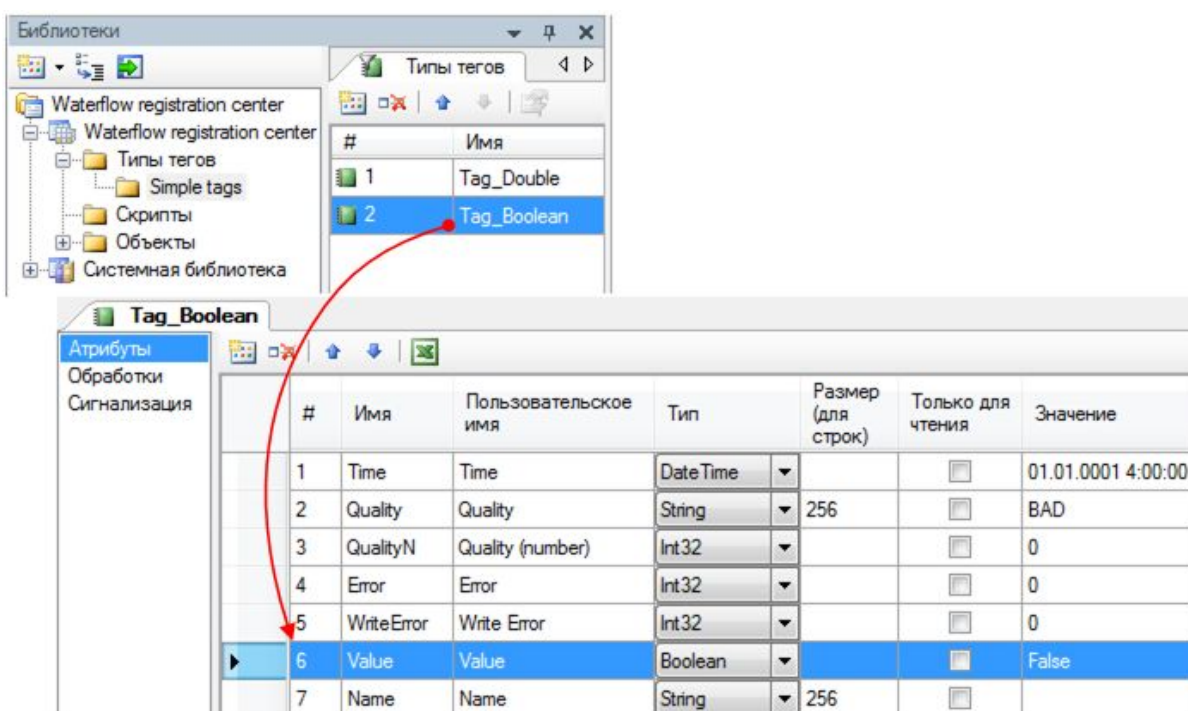 Библиотеки
Типы тегов
Waterflow registration center
Waterflow registration center
Типы тегов
Simple tags
Скрипты
Объекты
Системная библиотека
# Имя
1 Tag_Double
2 Tag_Boolean
Tag_Boolean
Атрибуты
Обработки
Сигнализация
# Имя Пользовательское имя Тип Размер (для строк) Только для чтения Значение
1 Time Time DateTime 01.01.0001 4:00:00
2 Quality Quality String 256 BAD
3 QualityN Quality (number) Int32 0
4 Error Error Int32 0
5 WriteError Write Error Int32 0
6 Value Value Boolean False
7 Name Name String 256